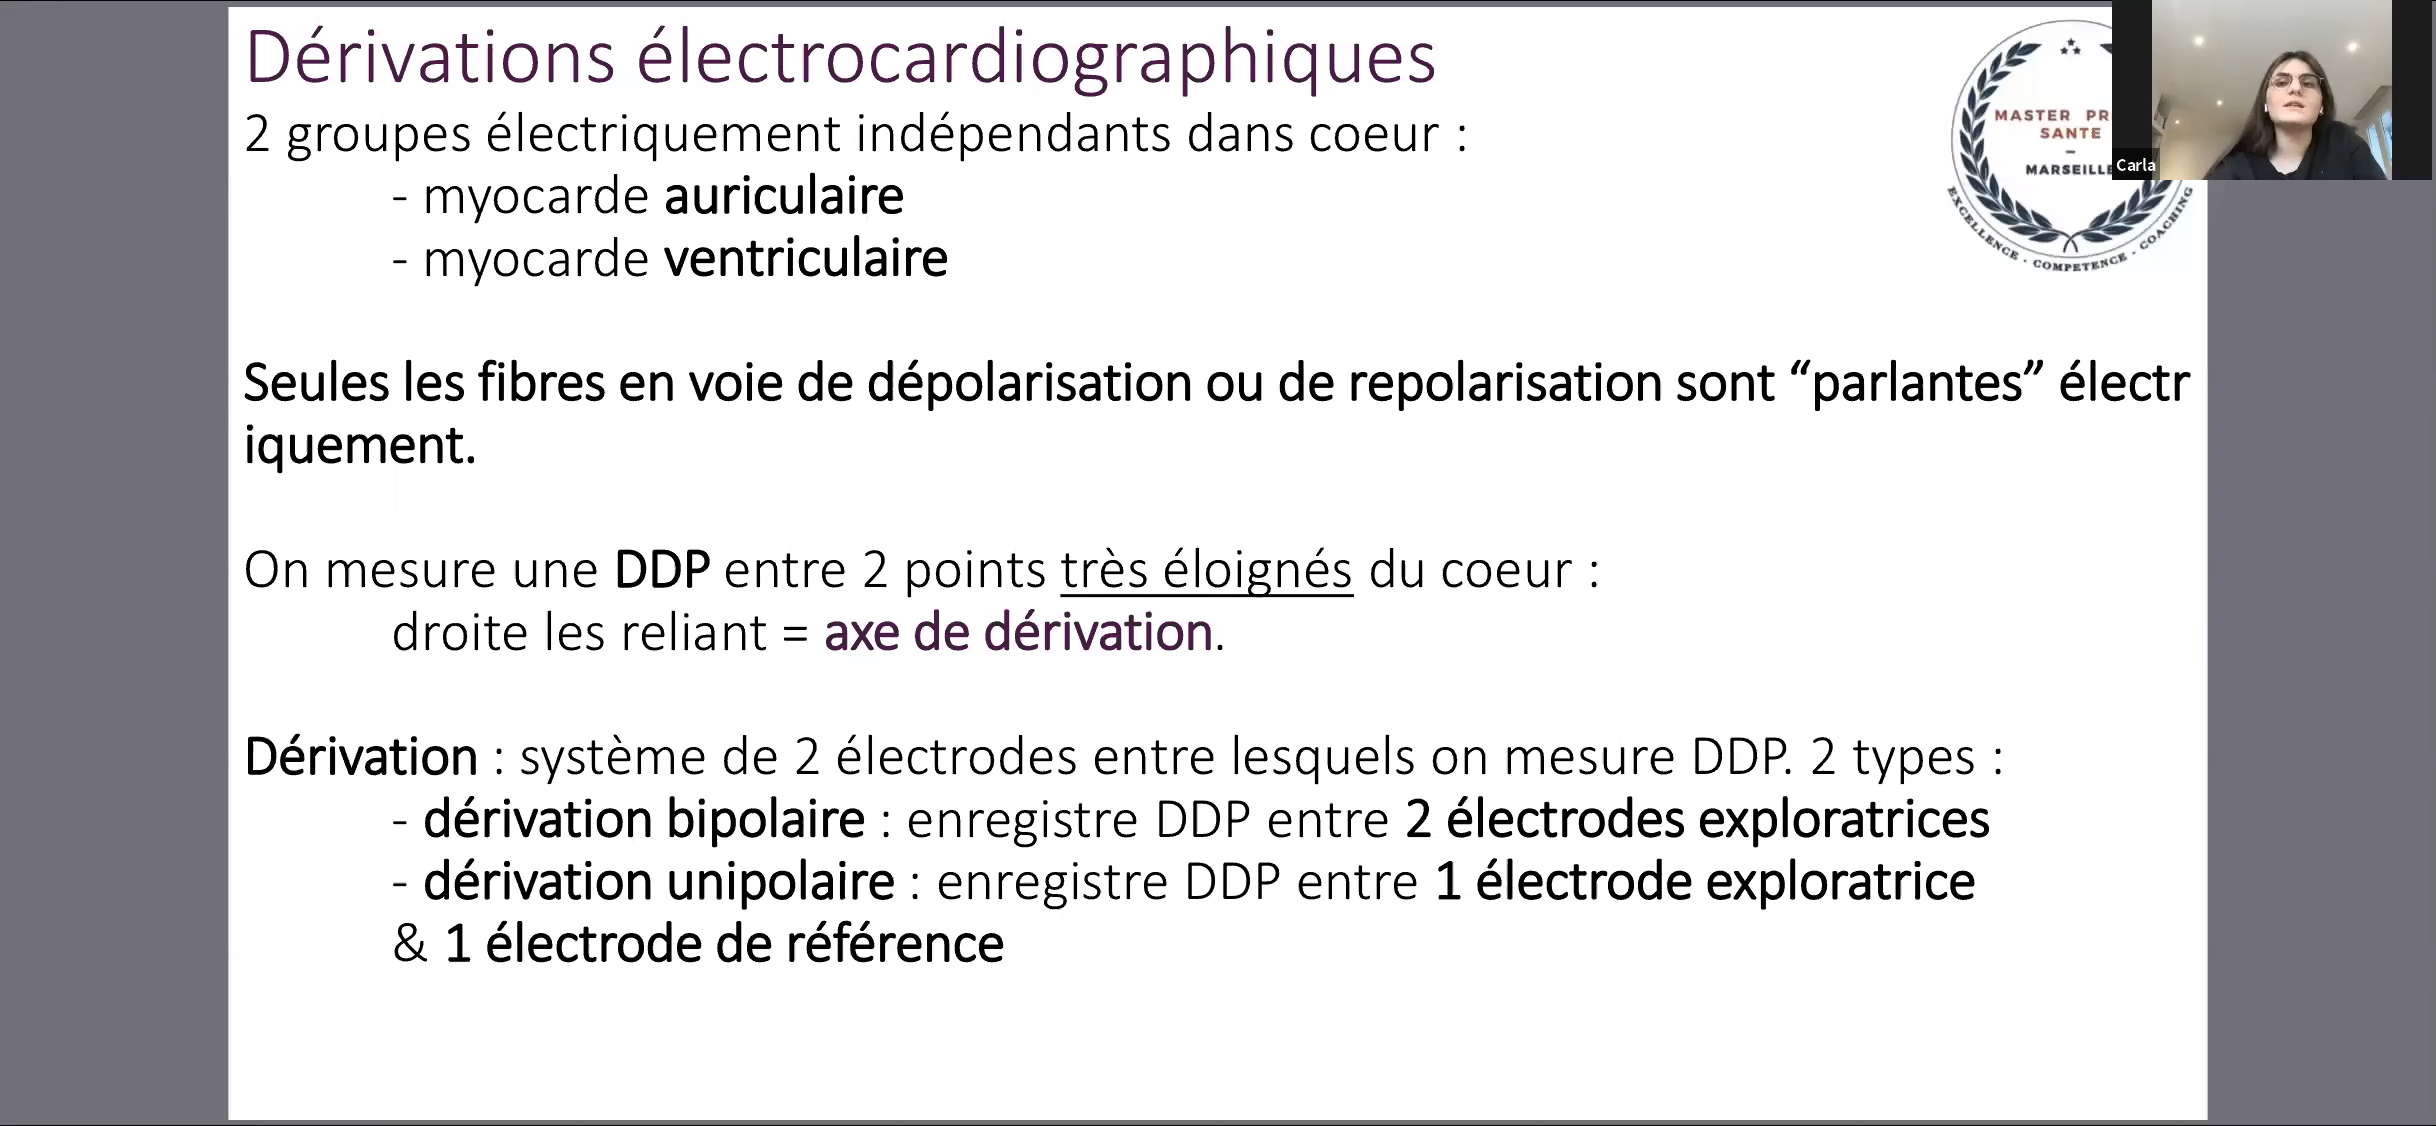 Dérivations électrocardiographiques
2 groupes électriquement indépendants dans coeur :
- myocarde auriculaire
- myocarde ventriculaire
Seules les fibres en voie de dépolarisation ou de repolarisation sont “parlantes” électr
iquement.
On mesure une DDP entre 2 points très éloignés du coeur :
droite les reliant = axe de dérivation.
Dérivation : système de 2 électrodes entre lesquels on mesure DDP. 2 types :
- dérivation bipolaire : enregistre DDP entre 2 électrodes exploratrices
- dérivation unipolaire : enregistre DDP entre 1 électrode exploratrice
& 1 électrode de référence
MASTER
SANTE
-
MARSEILLE
EXCELLENCE - COMPETENCE - COACHING
Carla